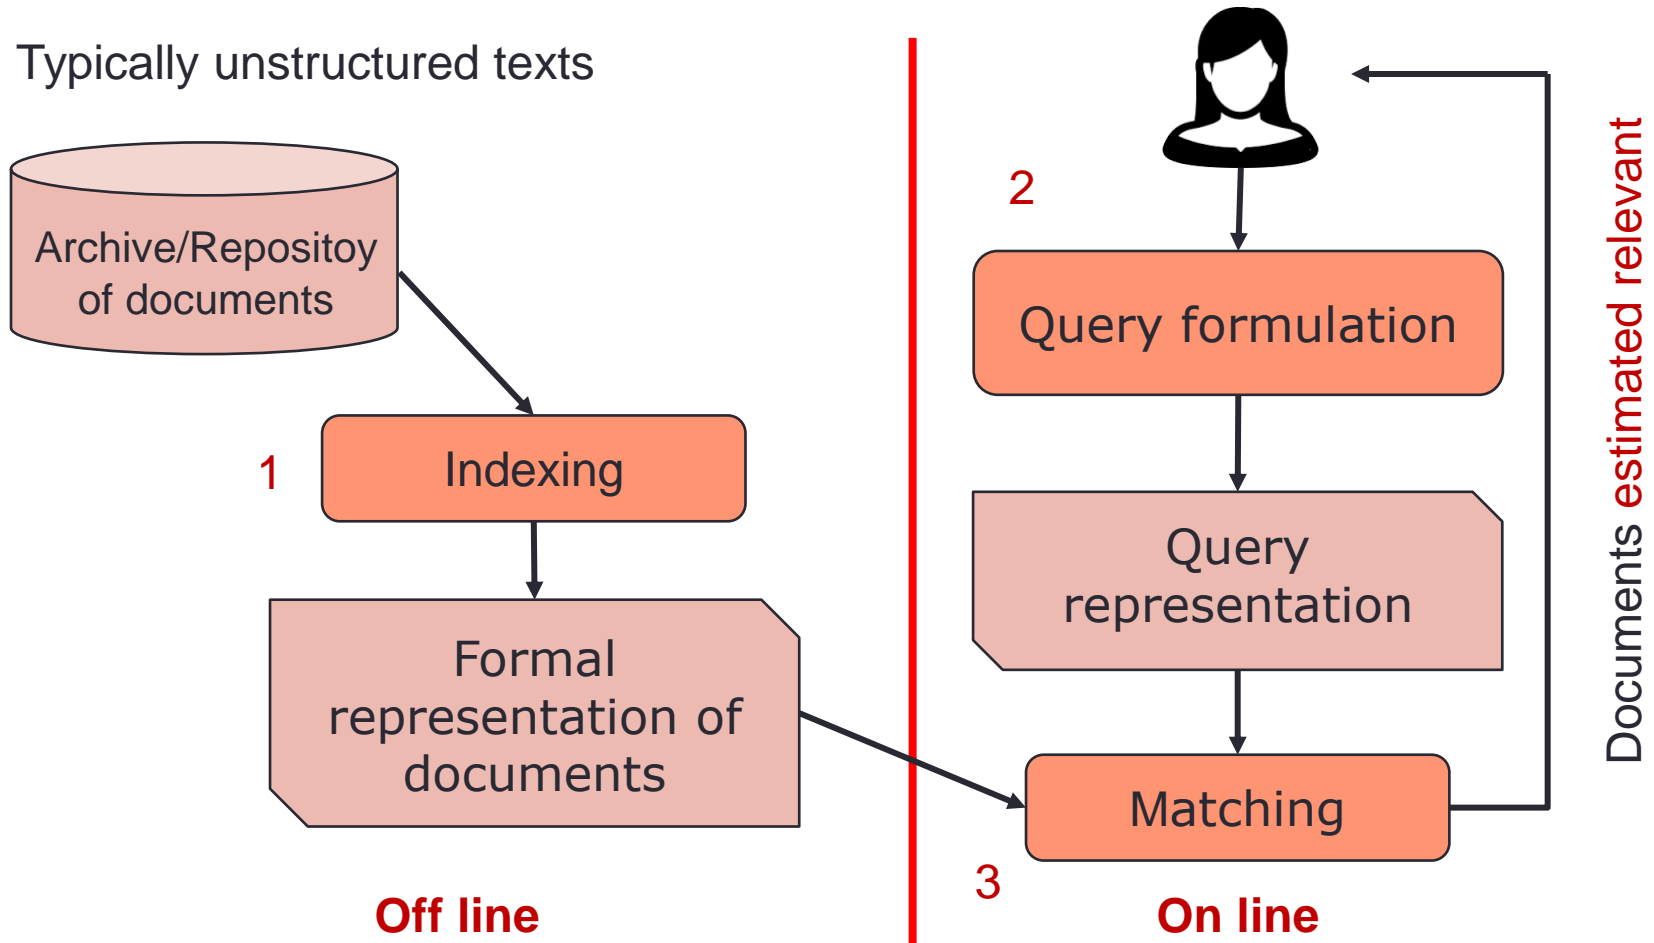 Typically unstructured texts
Archive/Repositoy
of documents
1
Indexing
Formal
representation of
documents
Off line
2
Query formulation
Query
representation
Matching
3
On line
Documents estimated relevant